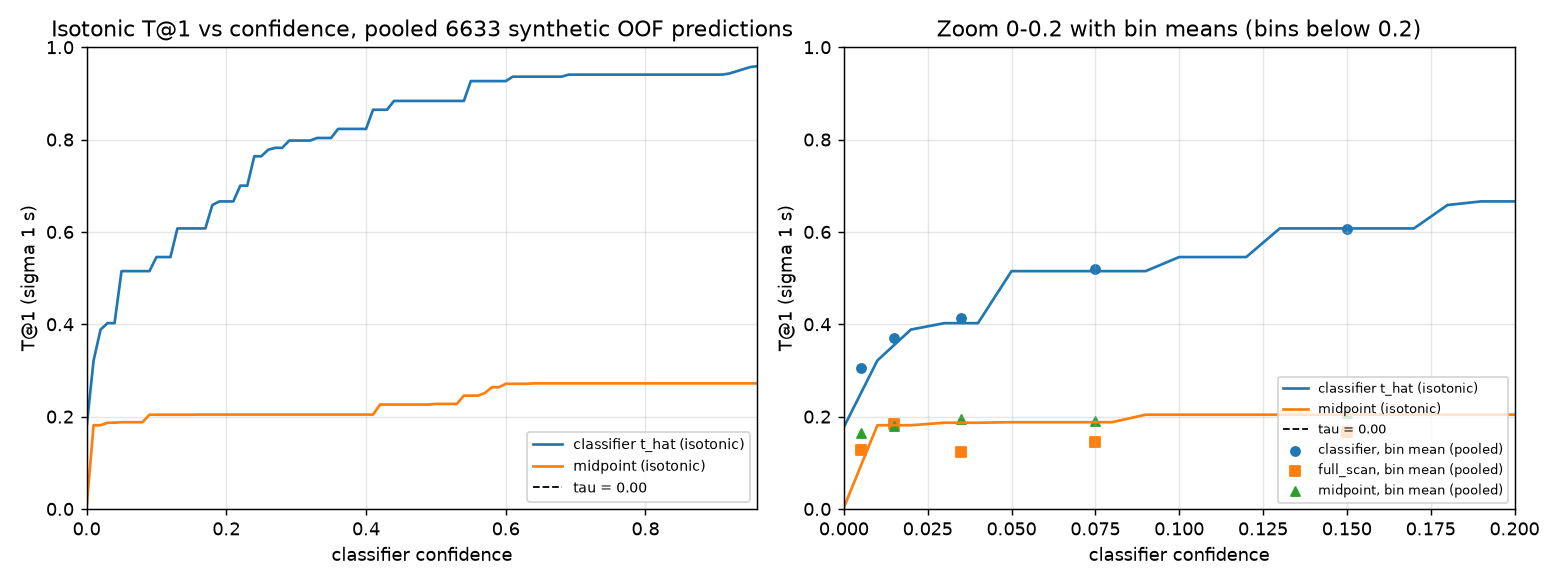 Isotonic T@1 vs confidence, pooled 6633 synthetic OOF predictions
1.0
0.8
0.6
0.4
0.2
0.0
T@1 (sigma 1 s)
0.0 0.2 0.4 0.6 0.8
classifier confidence
classifier t_hat (isotonic)
midpoint (isotonic)
tau = 0.00
Zoom 0-0.2 with bin means (bins below 0.2)
1.0
0.8
0.6
0.4
0.2
0.0
T@1 (sigma 1 s)
0.000 0.025 0.050 0.075 0.100 0.125 0.150 0.175 0.200
classifier confidence
classifier t_hat (isotonic)
midpoint (isotonic)
tau = 0.00
classifier, bin mean (pooled)
full_scan, bin mean (pooled)
midpoint, bin mean (pooled)